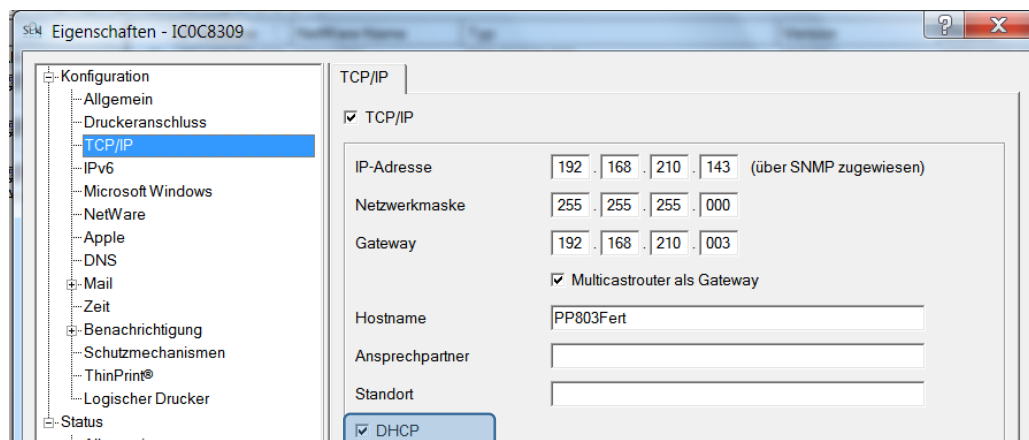 SEH Eigenschaften - IC0C8309
Konfiguration
Allgemein
Druckeranschluss
TCP/IP
IPv6
Microsoft Windows
NetWare
Apple
DNS
Mail
Zeit
Benachrichtigung
Schutzmechanismen
ThinPrint®
Logischer Drucker
Status
TCP/IP
TCP/IP
IP-Adresse 192 . 168 . 210 . 143 (über SNMP zugewiesen)
Netzwerkmaske 255 . 255 . 255 . 000
Gateway 192 . 168 . 210 . 003
Multicastrouter als Gateway
Hostname PP803Fert
Ansprechpartner
Standort
DHCP